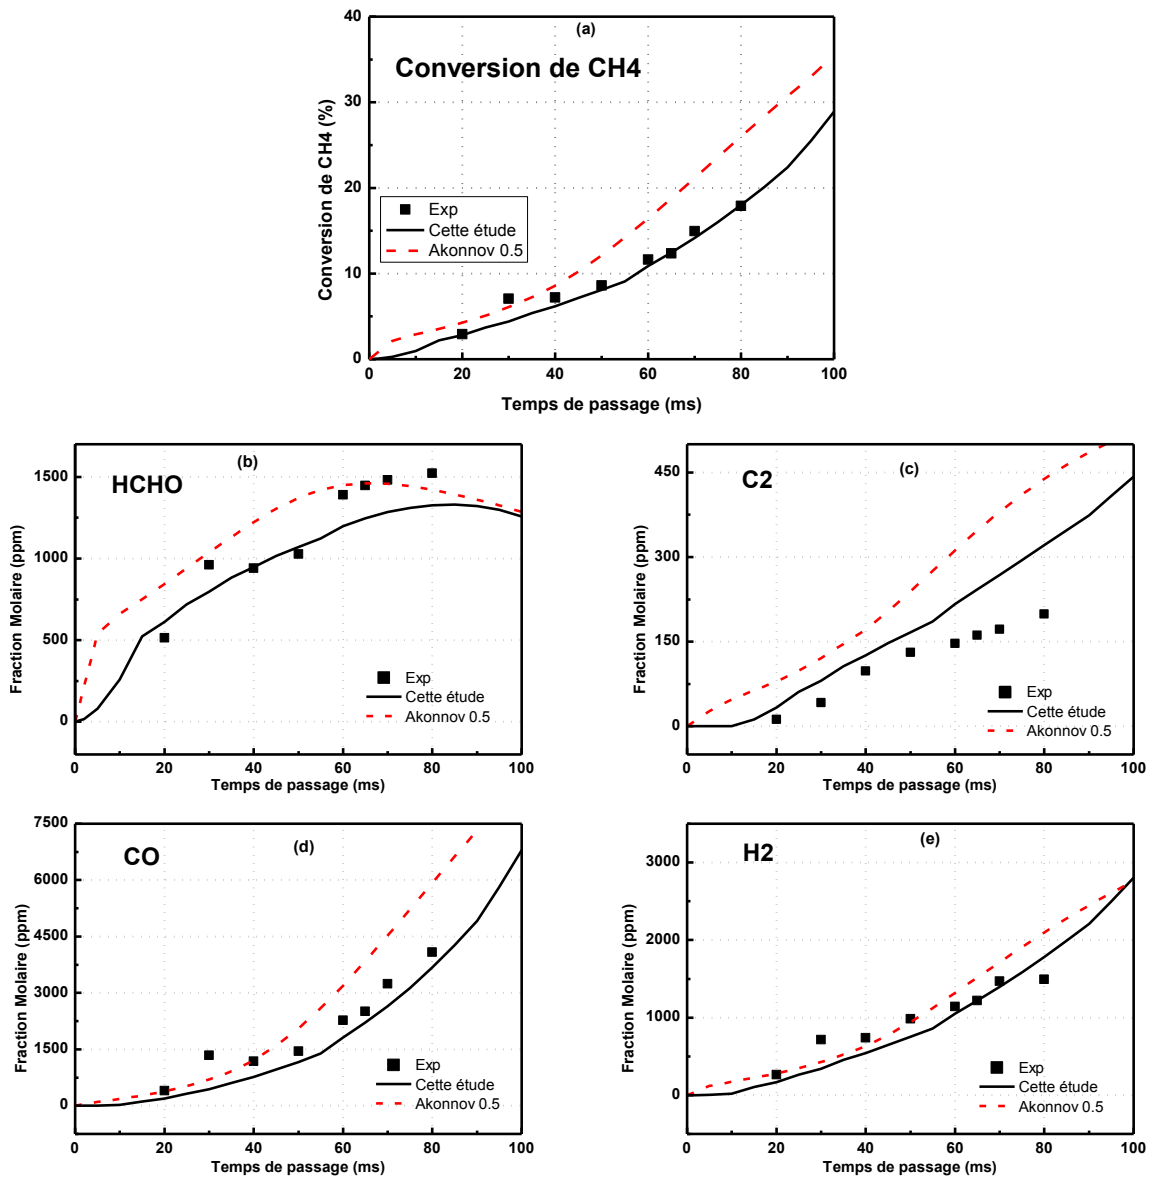 (a)
Conversion de CH4
Conversion de CH4 (%)
40
30
20
10
0
Exp
Cette étude
Akonnov 0.5
0 20 40 60 80 100
Temps de passage (ms)
(b)
HCHO
Fraction Molaire (ppm)
1500
1000
500
0
Exp
Cette étude
Akonnov 0.5
0 20 40 60 80 100
Temps de passage (ms)
(c)
C2
Fraction Molaire (ppm)
450
300
150
0
Exp
Cette étude
Akonnov 0.5
0 20 40 60 80 100
Temps de passage (ms)
(d)
CO
Fraction Molaire (ppm)
7500
6000
4500
3000
1500
0
Exp
Cette étude
Akonnov 0.5
0 20 40 60 80 100
Temps de passage (ms)
(e)
H2
Fraction Molaire (ppm)
3000
2000
1000
0
Exp
Cette étude
Akonnov 0.5
0 20 40 60 80 100
Temps de passage (ms)